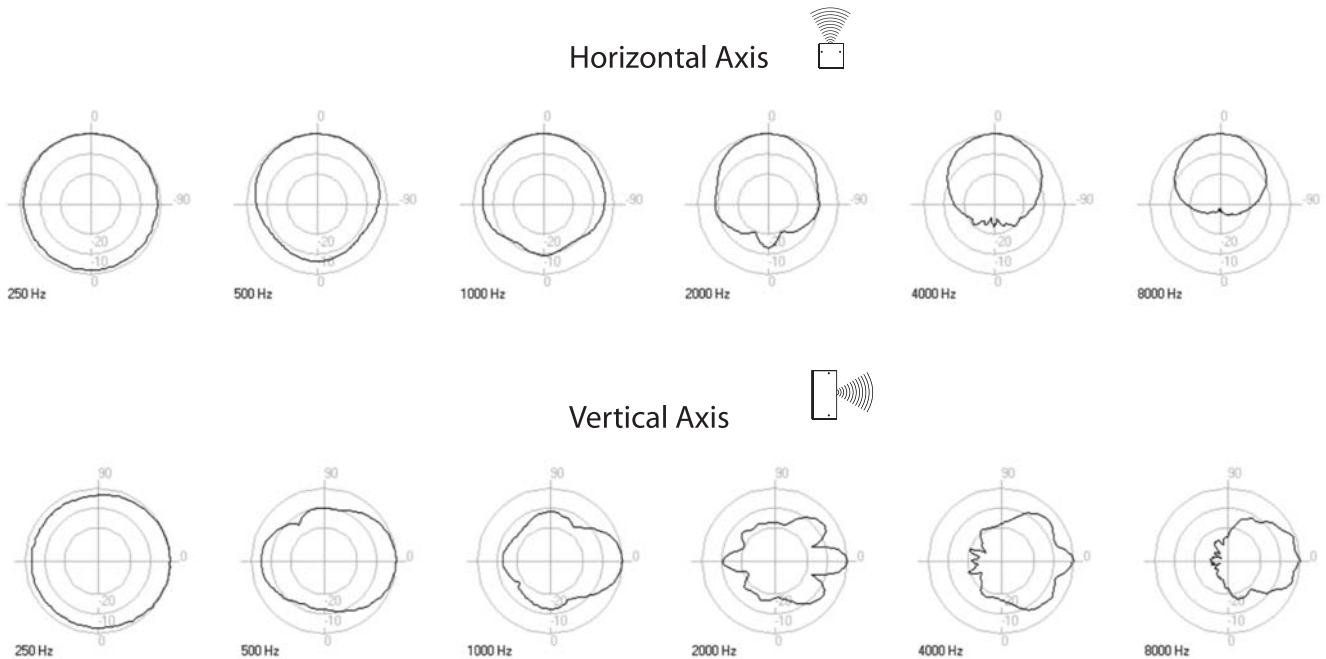 Horizontal Axis
0 0 0 0 0 0
-90 -90 -90 -90 -90 -90
-20 -20 -20 -20 -20 -20
-10 -10 -10 -10 -10 -10
0 0 0 0 0 0
250 Hz 500 Hz 1000 Hz 2000 Hz 4000 Hz 8000 Hz
Vertical Axis
90 90 90 90 90 90
0 0 0 0 0 0
-20 -20 -20 -20 -20 -20
-10 -10 -10 -10 -10 -10
0 0 0 0 0 0
250 Hz 500 Hz 1000 Hz 2000 Hz 4000 Hz 8000 Hz